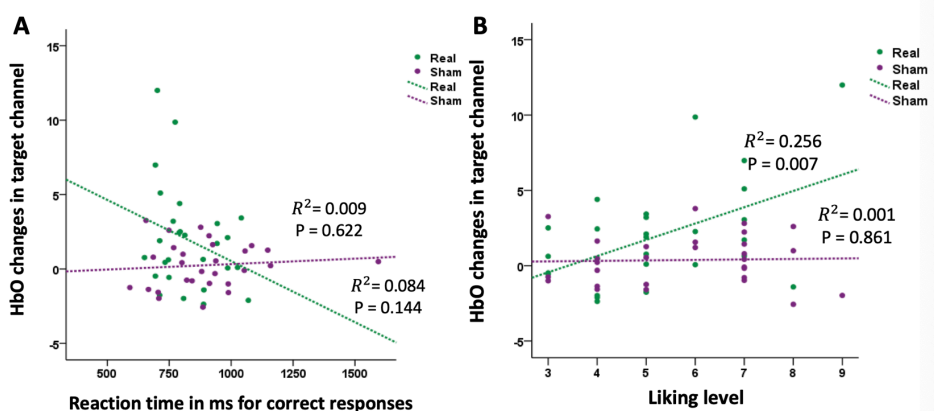 A
HbO changes in target channel
15
10
5
0
-5
500
750
1000
1250
1500
Reaction time in ms for correct responses
Real
Sham
Real
Sham
R² = 0.009
P = 0.622
R² = 0.084
P = 0.144
B
HbO changes in target channel
15
10
5
0
-5
3
4
5
6
7
8
9
Liking level
Real
Sham
Real
Sham
R² = 0.256
P = 0.007
R² = 0.001
P = 0.861